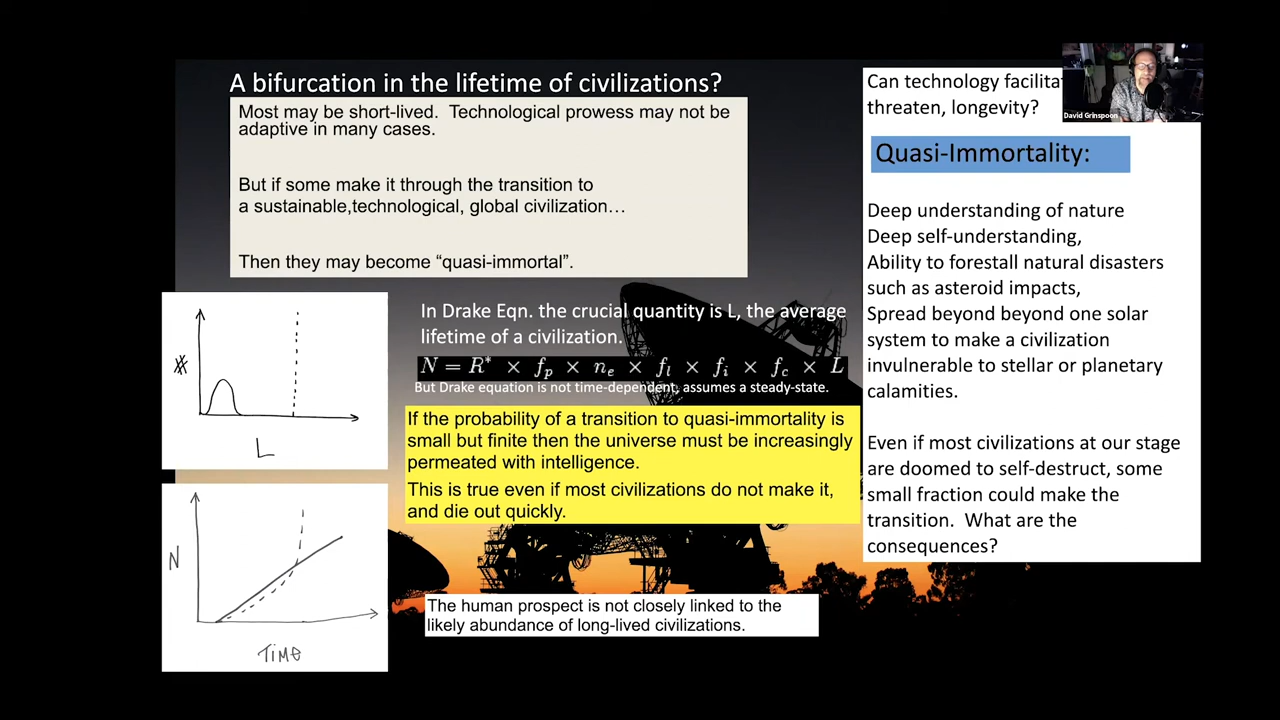 A bifurcation in the lifetime of civilizations?
Most may be short-lived. Technological prowess may not be
adaptive in many cases.
But if some make it through the transition to
a sustainable,technological, global civilization…
Then they may become “quasi-immortal”.
#
L
N
TIME
In Drake Eqn. the crucial quantity is L, the average
lifetime of a civilization.
N = R* × fp × ne × fl × fi × fc × L
But Drake equation is not time-dependent, assumes a steady-state.
If the probability of a transition to quasi-immortality is
small but finite then the universe must be increasingly
permeated with intelligence.
This is true even if most civilizations do not make it,
and die out quickly.
The human prospect is not closely linked to the
likely abundance of long-lived civilizations.
Can technology facilitat
threaten, longevity?
David Grinspoon
Quasi-Immortality:
Deep understanding of nature
Deep self-understanding,
Ability to forestall natural disasters
such as asteroid impacts,
Spread beyond beyond one solar
system to make a civilization
invulnerable to stellar or planetary
calamities.
Even if most civilizations at our stage
are doomed to self-destruct, some
small fraction could make the
transition. What are the
consequences?